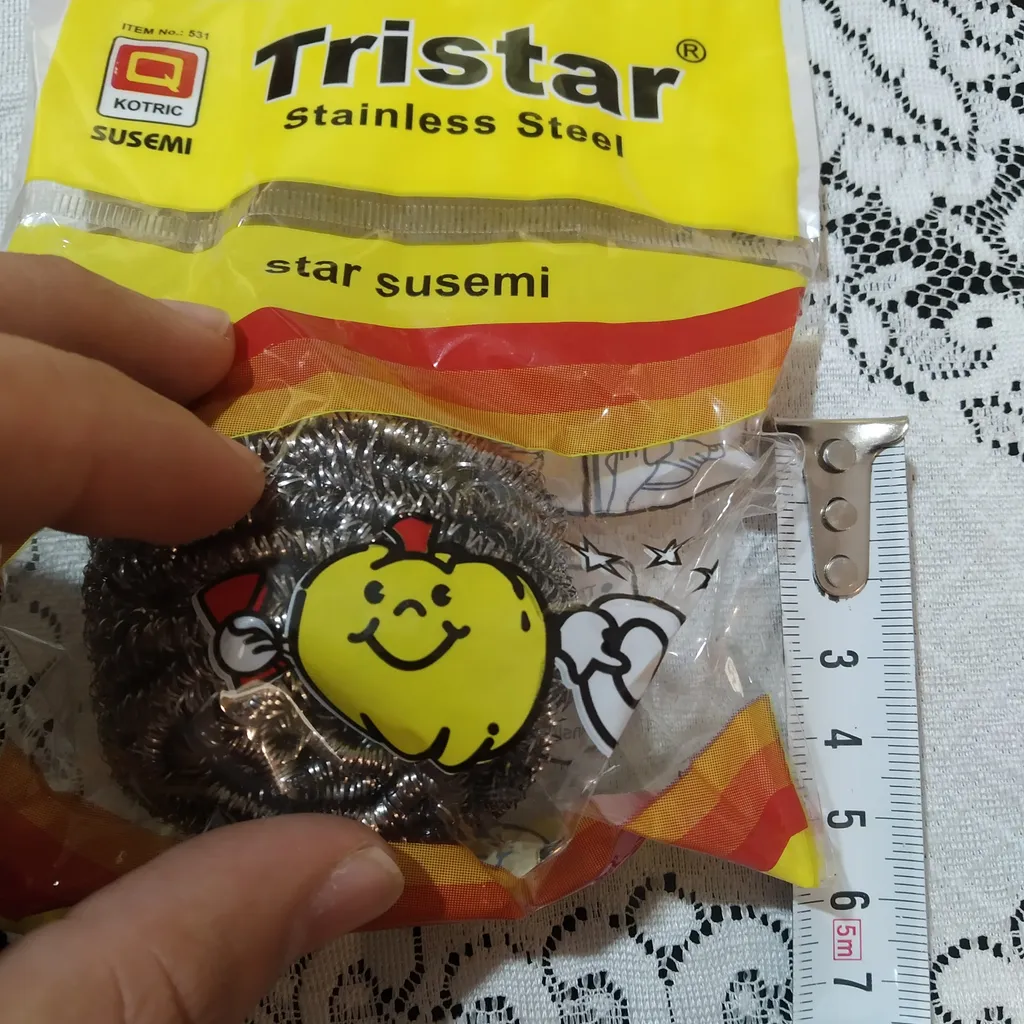 ITEM No.: 531
Q
KOTRIC
SUSEMI
Tristar®
Stainless Steel
star susemi
3
4
5
6
5m
7